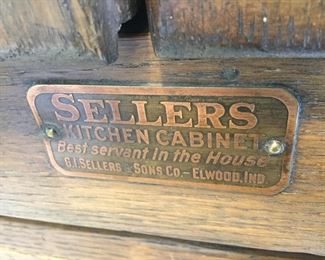 SELLERS
KITCHEN CABINET
Best servant in the House
G.I. SELLERS & SONS CO.-ELWOOD, IND